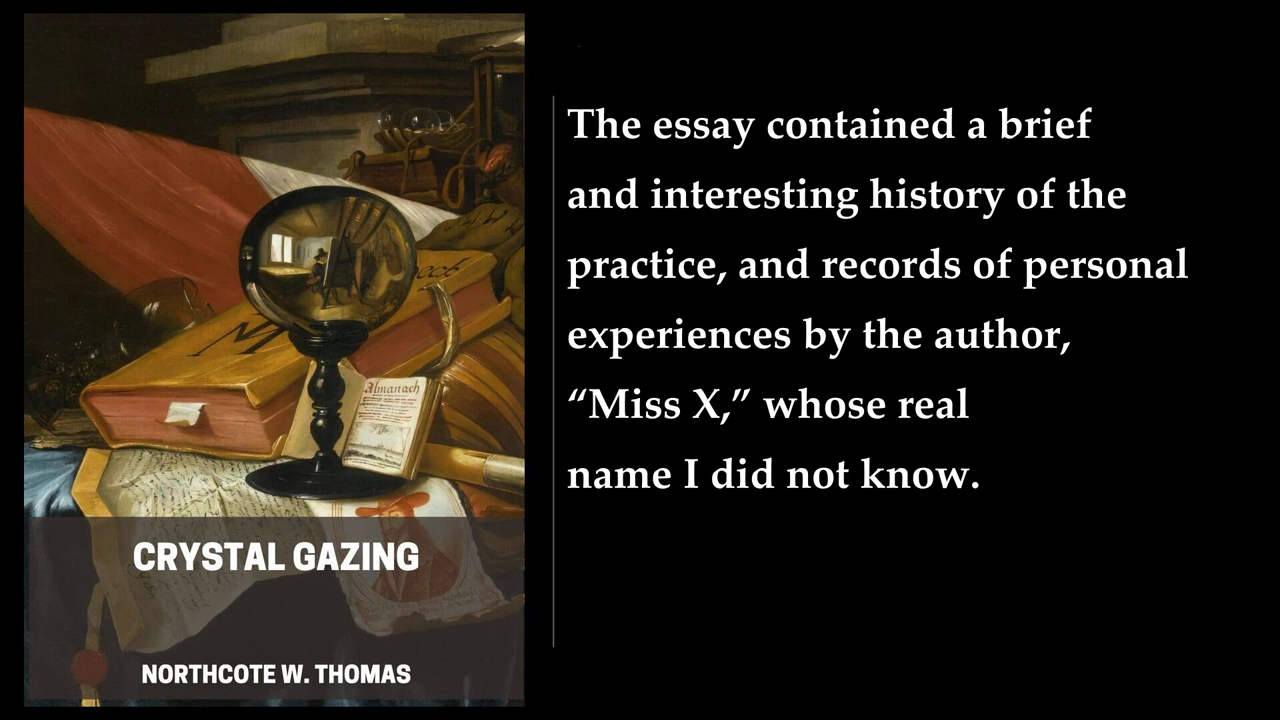 The essay contained a brief
and interesting history of the
practice, and records of personal
experiences by the author,
“Miss X,” whose real
name I did not know.
Almanach
M
CRYSTAL GAZING
NORTHCOTE W. THOMAS